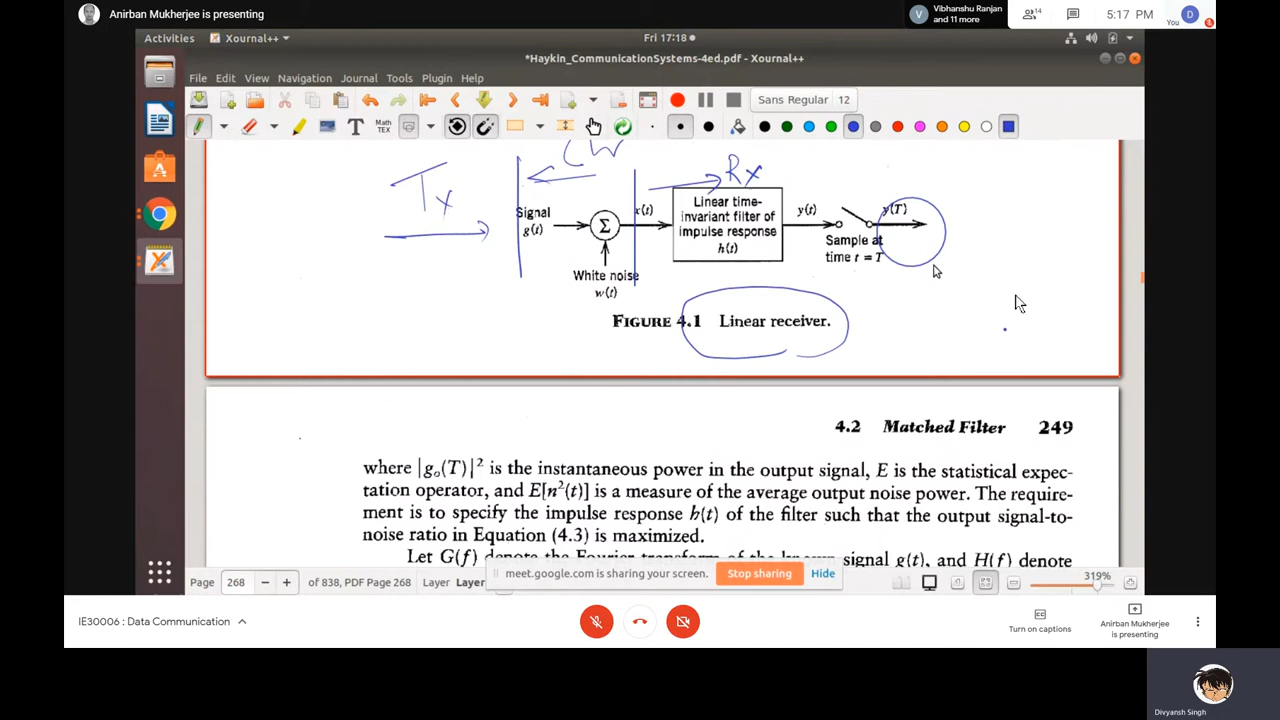 Anirban Mukherjee is presenting
V
Vibhanshu Ranjan
and 11 more
14
5:17 PM
You
D
Activities
Xournal++
Fri 17:18
*Haykin_CommunicationSystems-4ed.pdf - Xournal++
File Edit View Navigation Journal Tools Plugin Help
Sans Regular 12
T Math TEX
Tx
Rx
Signal
g(t)
Σ
White noise
w(t)
x(t)
Linear time-
invariant filter of
impulse response
h(t)
y(t)
y(T)
Sample at
time t = T
FIGURE 4.1 Linear receiver.
4.2 Matched Filter 249
where |gₒ(T)|² is the instantaneous power in the output signal, E is the statistical expec-
tation operator, and E[n²(t)] is a measure of the average output noise power. The require-
ment is to specify the impulse response h(t) of the filter such that the output signal-to-
noise ratio in Equation (4.3) is maximized.
Let G(f) denote the Fourier transform of the known signal g(t), and H(f) denote
meet.google.com is sharing your screen. Stop sharing Hide
Page 268 − + of 838, PDF Page 268 Layer Layer
319%
IE30006 : Data Communication
Turn on captions
Anirban Mukherjee
is presenting
Divyansh Singh